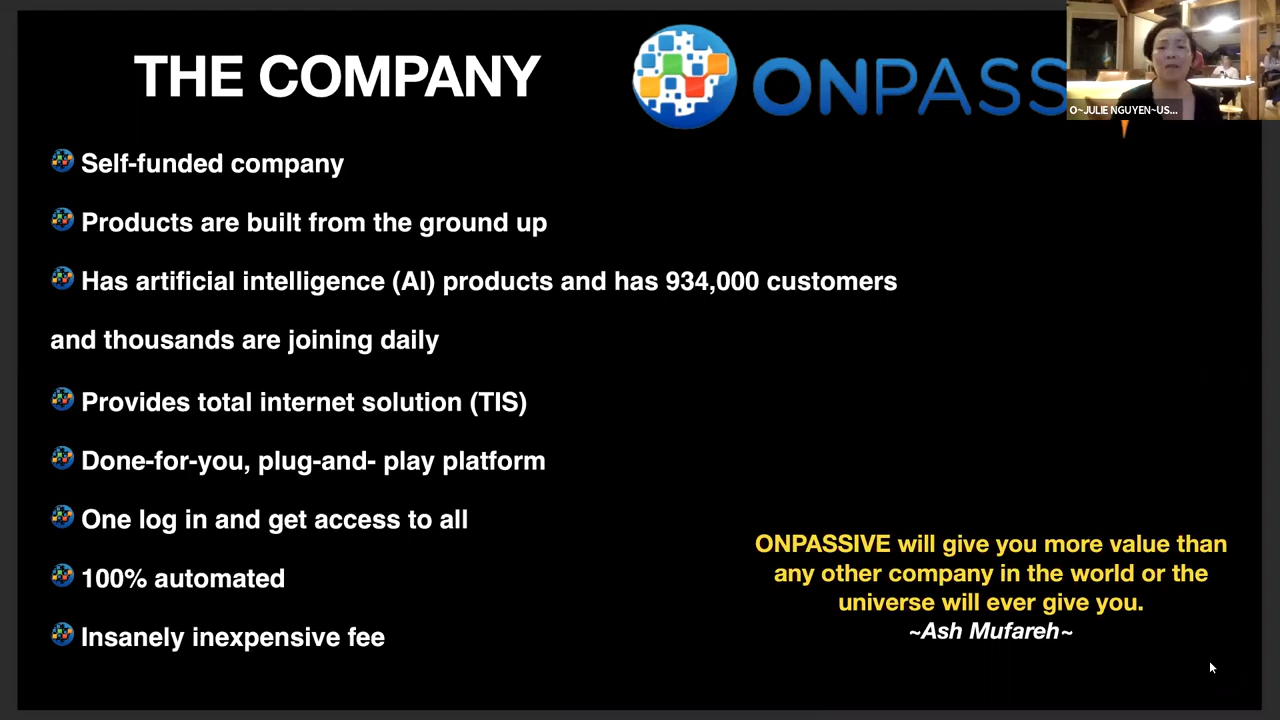 THE COMPANY
ONPASS
O~JULIE NGUYEN~US...
Self-funded company
Products are built from the ground up
Has artificial intelligence (AI) products and has 934,000 customers
and thousands are joining daily
Provides total internet solution (TIS)
Done-for-you, plug-and- play platform
One log in and get access to all
100% automated
Insanely inexpensive fee
ONPASSIVE will give you more value than
any other company in the world or the
universe will ever give you.
~Ash Mufareh~